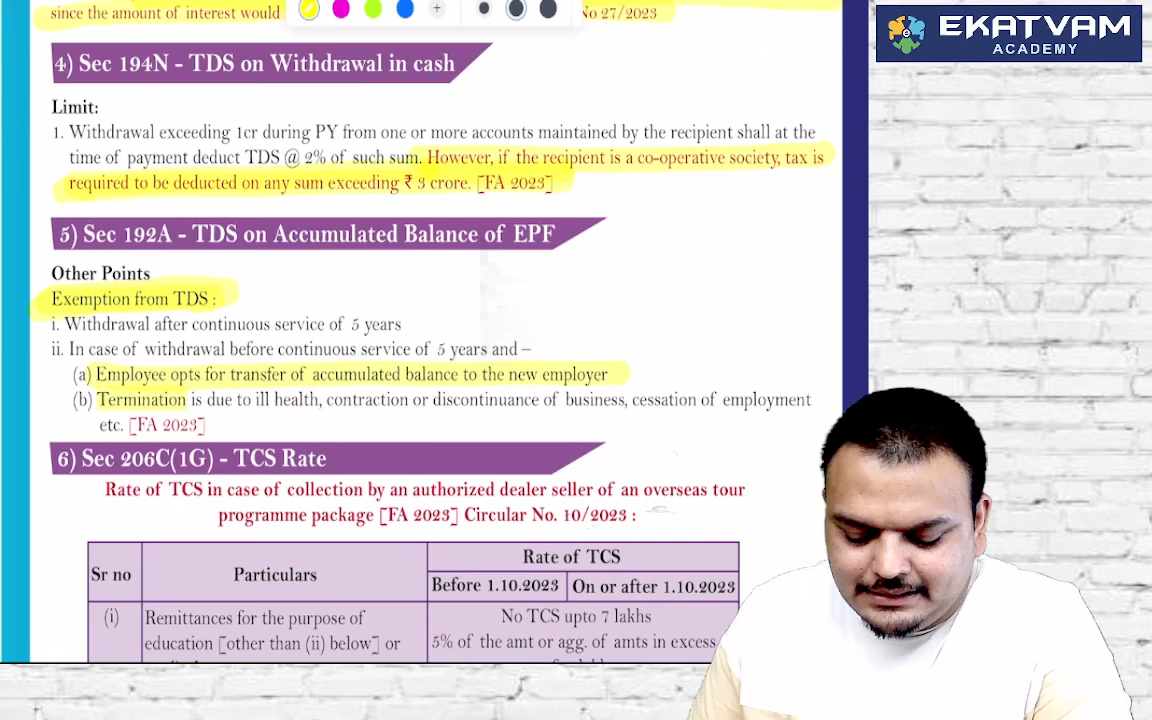 since the amount of interest would
No 27/2023
EKATVAM
ACADEMY
4) Sec 194N - TDS on Withdrawal in cash
Limit:
1. Withdrawal exceeding 1cr during PY from one or more accounts maintained by the recipient shall at the
time of payment deduct TDS @ 2% of such sum. However, if the recipient is a co-operative society, tax is
required to be deducted on any sum exceeding ₹ 3 crore. [FA 2023]
5) Sec 192A - TDS on Accumulated Balance of EPF
Other Points
Exemption from TDS :
i. Withdrawal after continuous service of 5 years
ii. In case of withdrawal before continuous service of 5 years and –
(a) Employee opts for transfer of accumulated balance to the new employer
(b) Termination is due to ill health, contraction or discontinuance of business, cessation of employment
etc. [FA 2023]
6) Sec 206C(1G) - TCS Rate
Rate of TCS in case of collection by an authorized dealer seller of an overseas tour
programme package [FA 2023] Circular No. 10/2023 :
Sr no
Particulars
Rate of TCS
Before 1.10.2023
On or after 1.10.2023
(i)
Remittances for the purpose of
education [other than (ii) below] or
No TCS upto 7 lakhs
5% of the amt or agg. of amts in excess